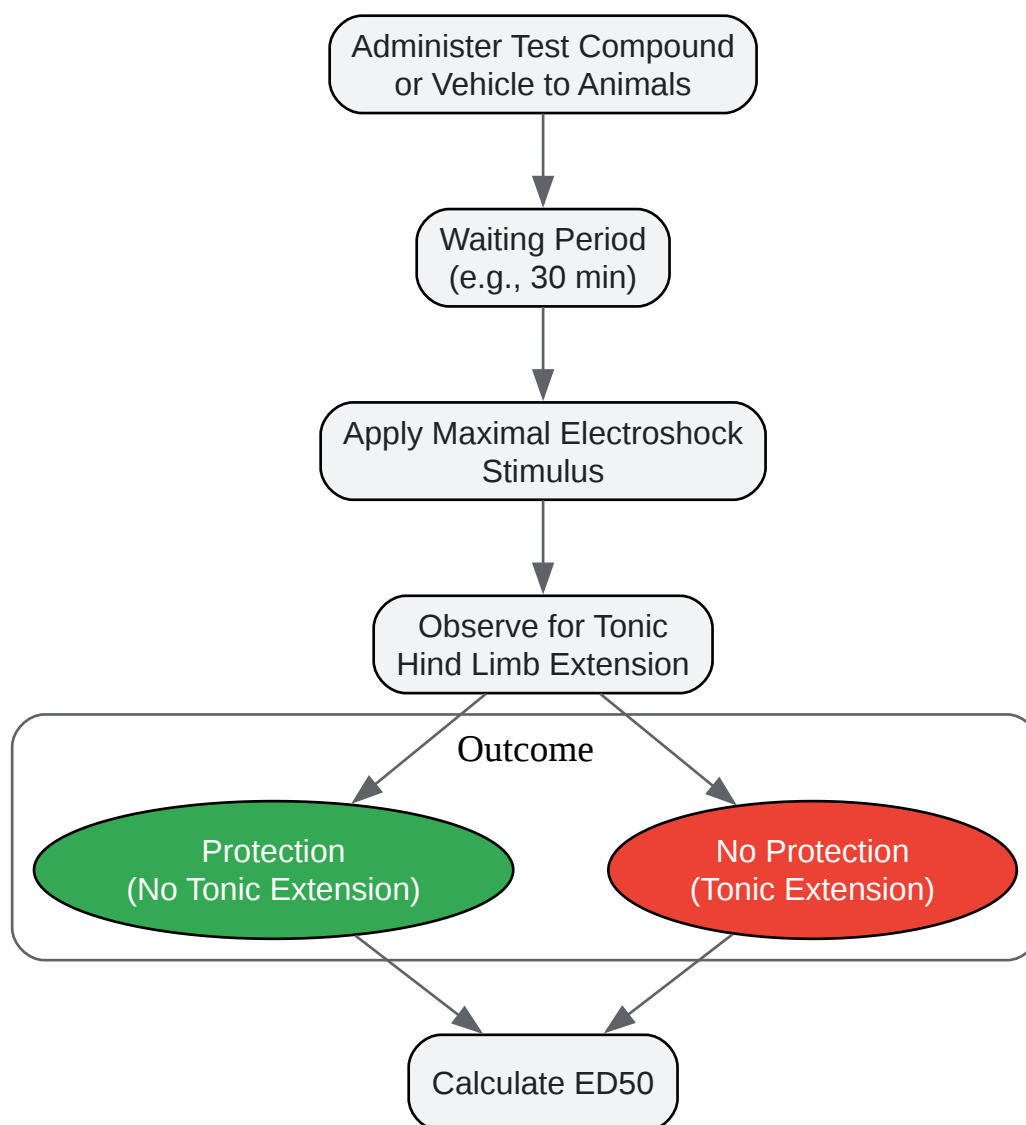 Administer Test Compound
or Vehicle to Animals
Waiting Period
(e.g., 30 min)
Apply Maximal Electroshock
Stimulus
Observe for Tonic
Hind Limb Extension
Outcome
Protection
(No Tonic Extension)
No Protection
(Tonic Extension)
Calculate ED50